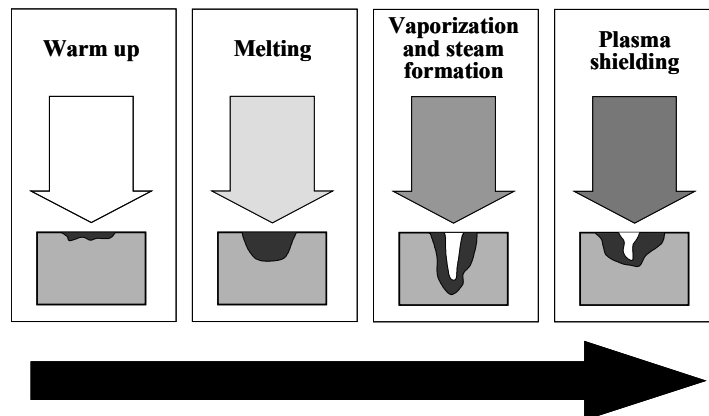 Warm up
Melting
Vaporization
and steam
formation
Plasma
shielding